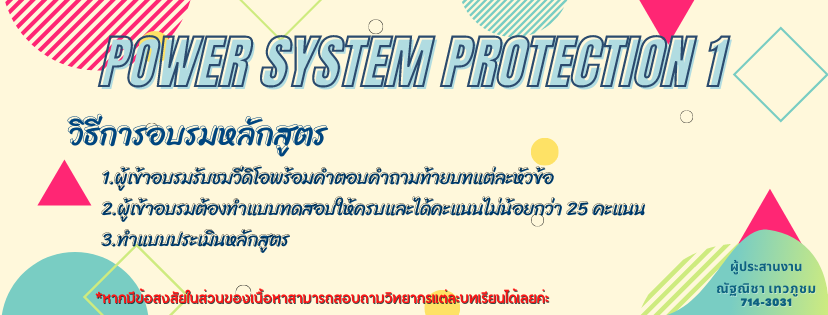 POWER SYSTEM PROTECTION 1
วิธีการอบรมหลักสูตร
1.ผู้เข้าอบรมรับชมวีดิโอพร้อมคำตอบคำถามท้ายบทแต่ละหัวข้อ
2.ผู้เข้าอบรมต้องทำแบบทดสอบให้ครบและได้คะแนนไม่น้อยกว่า 25 คะแนน
3.ทำแบบประเมินหลักสูตร
*หากมีข้อสงสัยในส่วนของเนื้อหาสามารถสอบถามวิทยากรแต่ละบทเรียนได้เลยค่ะ
ผู้ประสานงาน
ณัฐณิชา เทวภูชม
714-3031